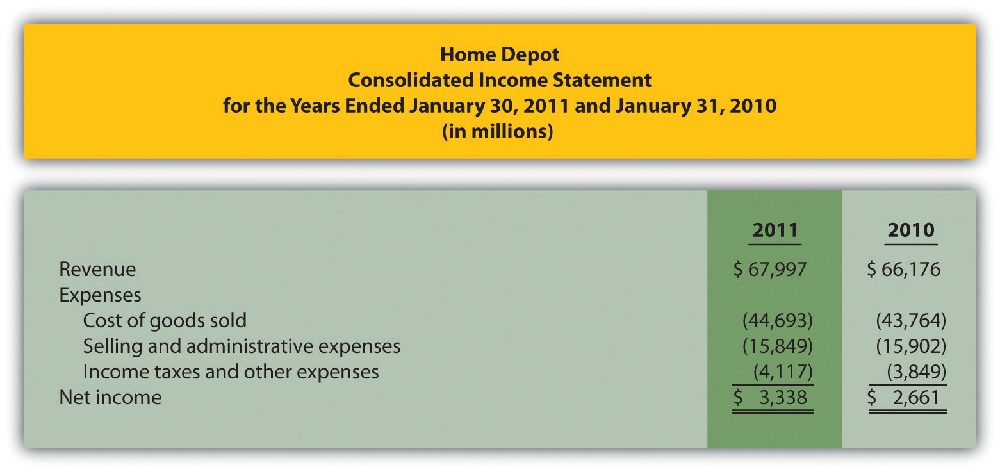 Home Depot
Consolidated Income Statement
for the Years Ended January 30, 2011 and January 31, 2010
(in millions)
2011 2010
Revenue $ 67,997 $ 66,176
Expenses
Cost of goods sold (44,693) (43,764)
Selling and administrative expenses (15,849) (15,902)
Income taxes and other expenses (4,117) (3,849)
Net income $ 3,338 $ 2,661